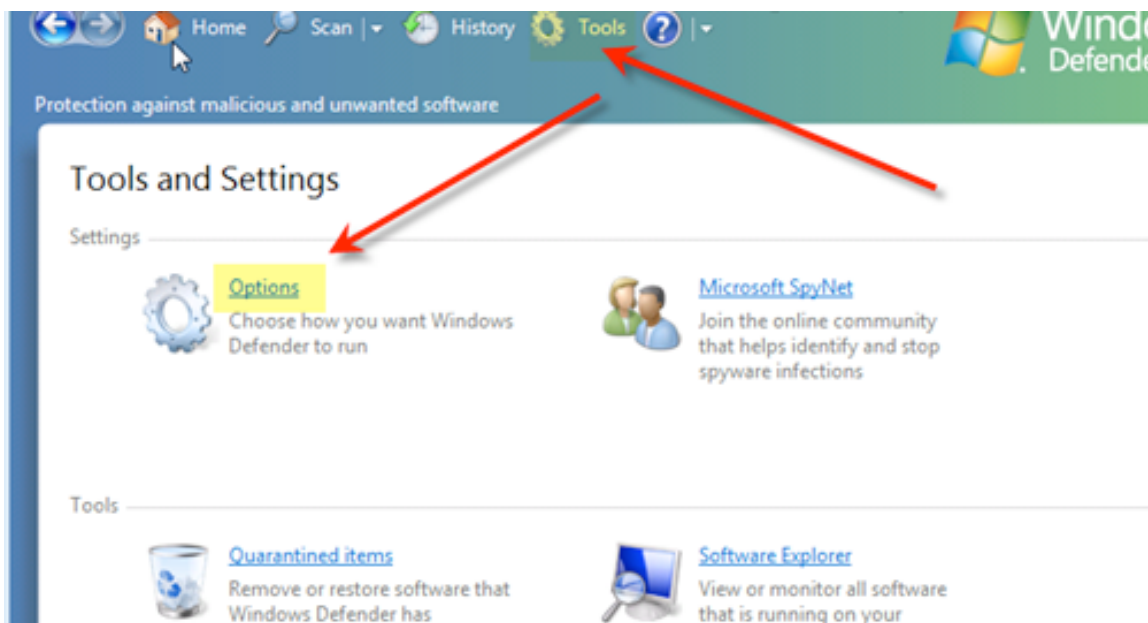 Home Scan History Tools ?
Windo
Defende
Protection against malicious and unwanted software
Tools and Settings
Settings
Options
Choose how you want Windows
Defender to run
Microsoft SpyNet
Join the online community
that helps identify and stop
spyware infections
Tools
Quarantined items
Remove or restore software that
Windows Defender has
Software Explorer
View or monitor all software
that is running on your